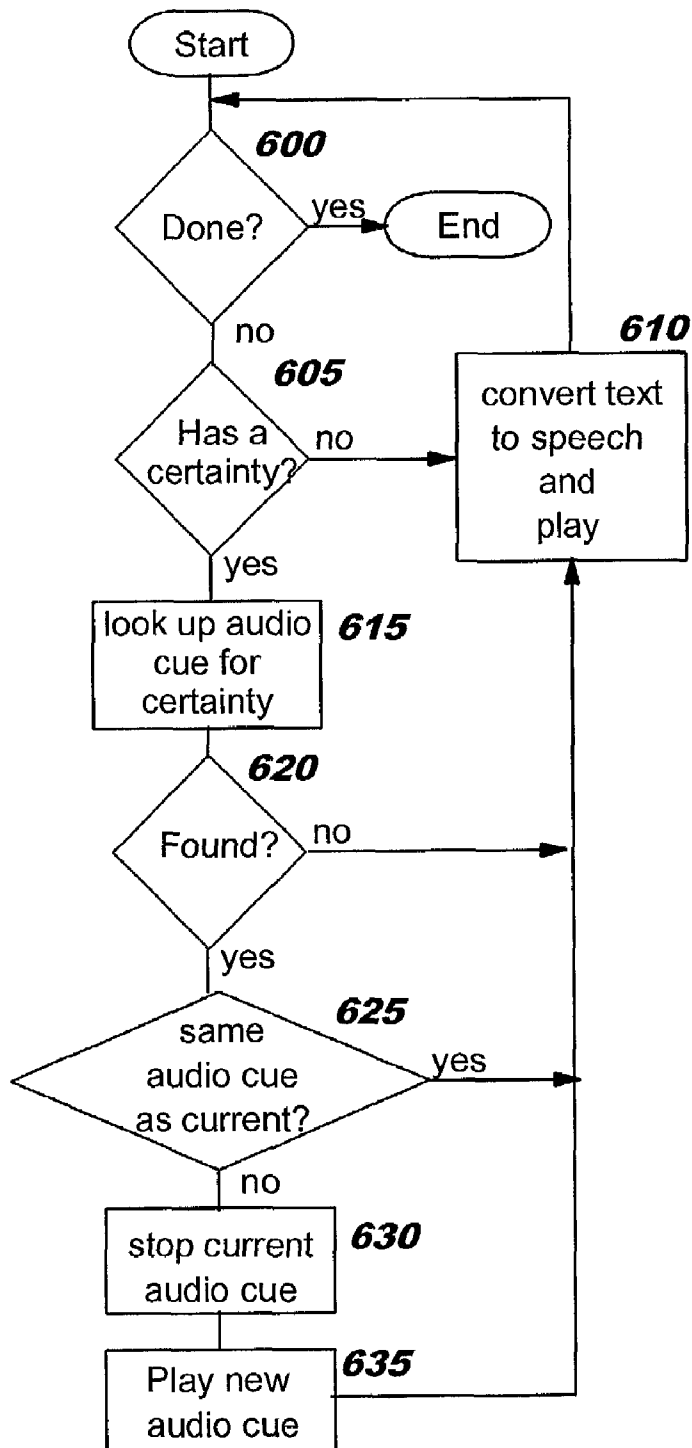 Start
600
Done?
yes
End
no
605
Has a
certainty?
no
610
convert text
to speech
and
play
yes
look up audio
cue for
certainty
615
620
Found?
no
yes
625
same
audio cue
as current?
yes
no
stop current
audio cue
630
635
Play new
audio cue